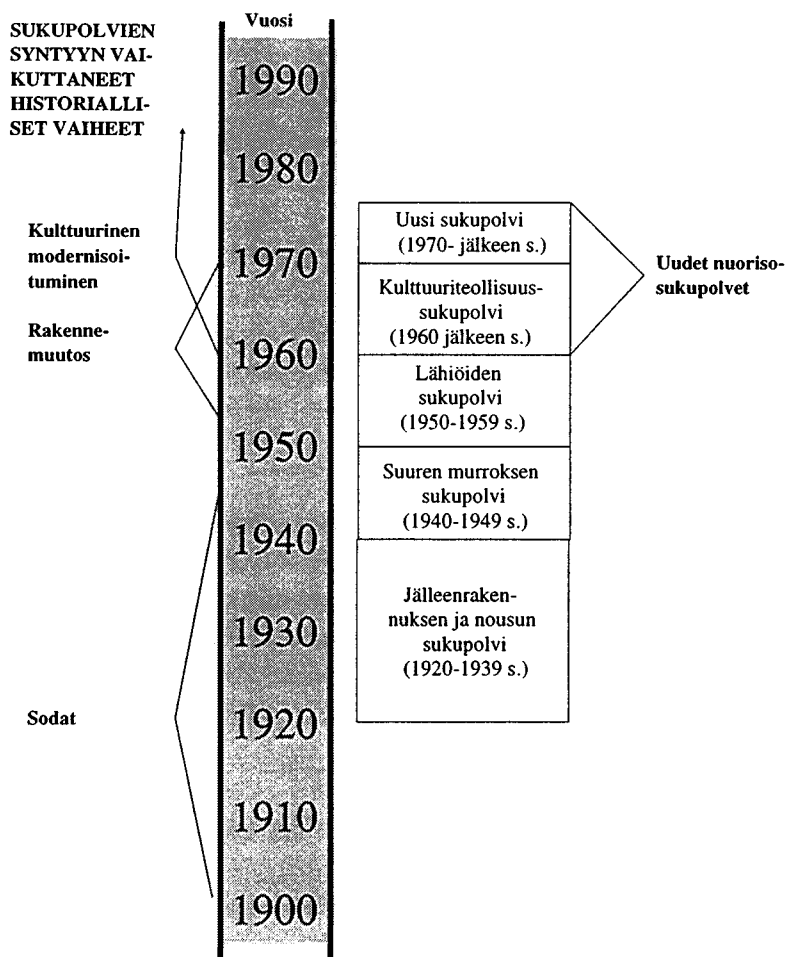 SUKUPOLVIEN
SYNTYYN VAI-
KUTTANEET
HISTORIALLI-
SET VAIHEET
Kulttuurinen
modernisoi-
tuminen
Rakenne-
muutos
Sodat
Vuosi
1990
1980
1970
1960
1950
1940
1930
1920
1910
1900
Uusi sukupolvi
(1970- jälkeen s.)
Kulttuuriteollisuus-
sukupolvi
(1960 jälkeen s.)
Lähiöiden
sukupolvi
(1950-1959 s.)
Suuren murroksen
sukupolvi
(1940-1949 s.)
Jälleenraken-
nuksen ja nousun
sukupolvi
(1920-1939 s.)
Uudet nuoriso-
sukupolvet